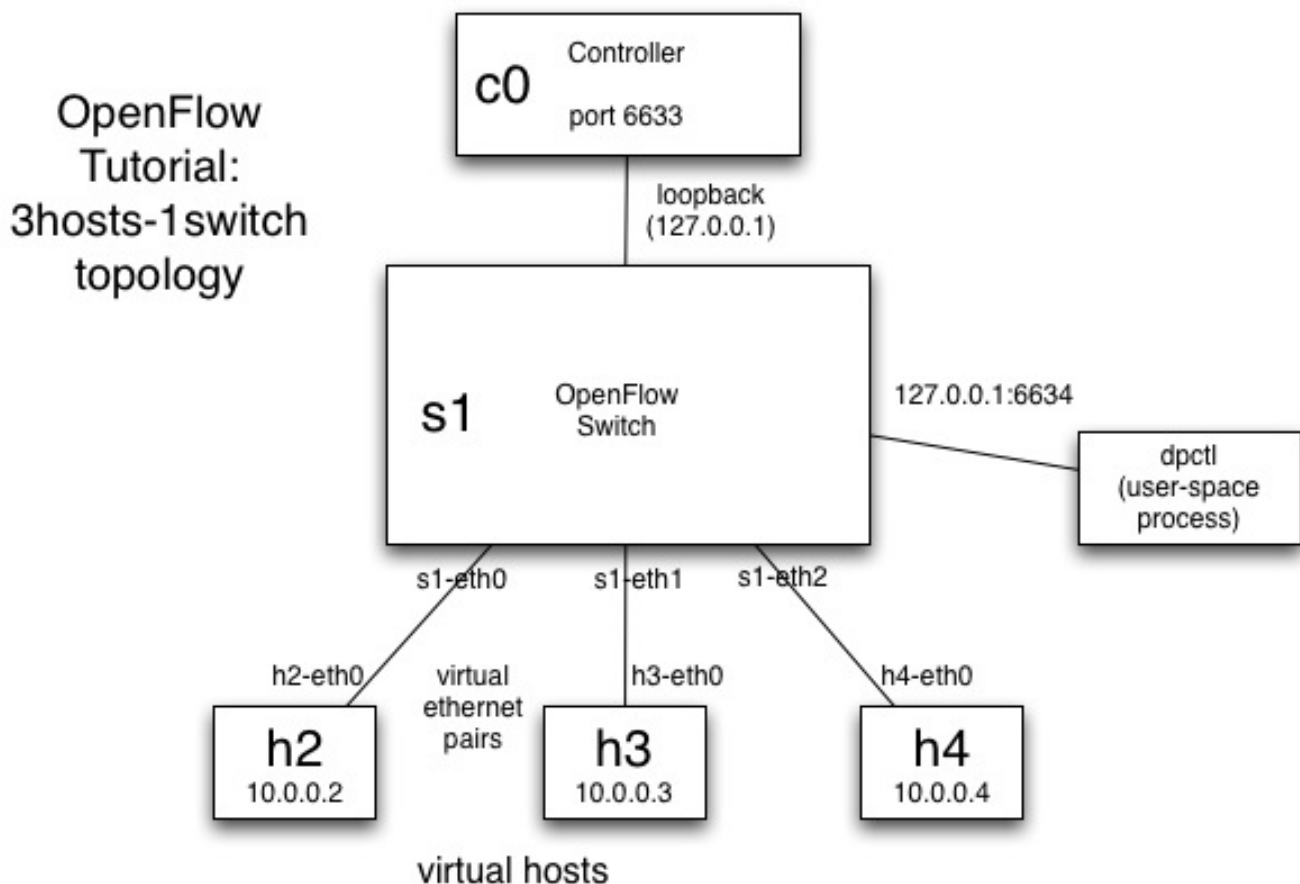 OpenFlow
Tutorial:
3hosts-1switch
topology
c0
Controller
port 6633
loopback
(127.0.0.1)
s1
OpenFlow
Switch
127.0.0.1:6634
dpctl
(user-space
process)
s1-eth0
s1-eth1
s1-eth2
h2-eth0
virtual
ethernet
pairs
h3-eth0
h4-eth0
h2
10.0.0.2
h3
10.0.0.3
h4
10.0.0.4
virtual hosts